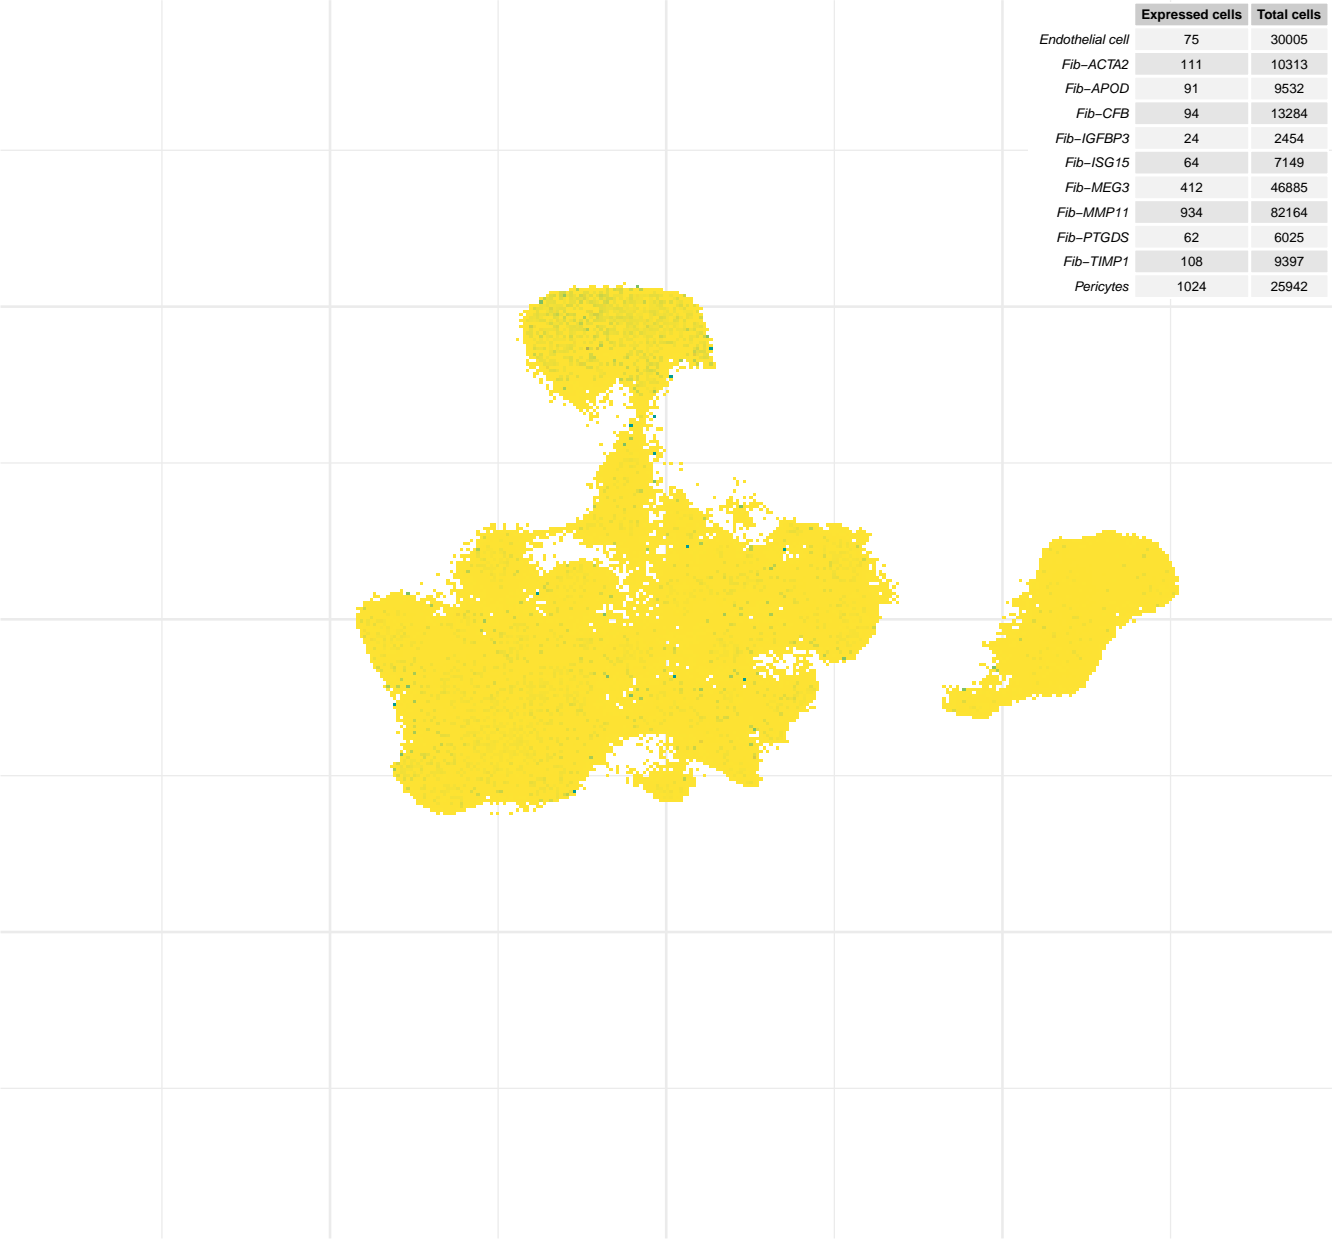 Expressed cells Total cells
Endothelial cell 75 30005
Fib−ACTA2 111 10313
Fib−APOD 91 9532
Fib−CFB 94 13284
Fib−IGFBP3 24 2454
Fib−ISG15 64 7149
Fib−MEG3 412 46885
Fib−MMP11 934 82164
Fib−PTGDS 62 6025
Fib−TIMP1 108 9397
Pericytes 1024 25942